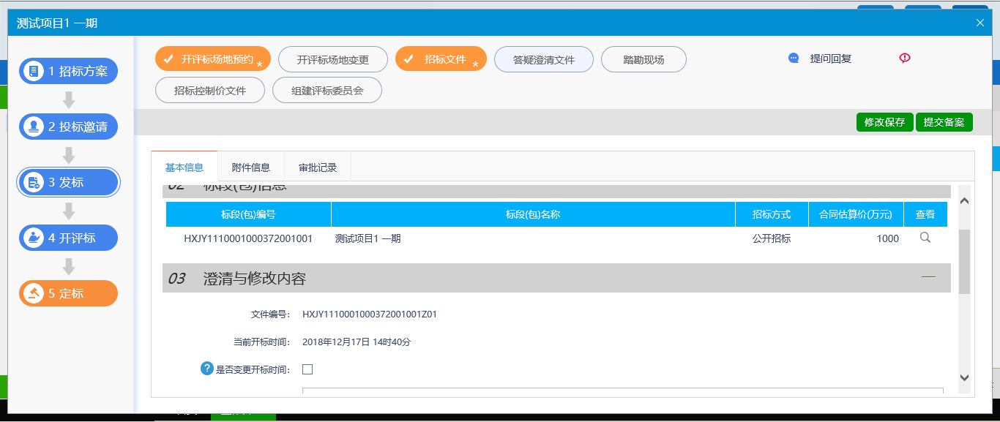 测试项目1 一期
1 招标方案
2 投标邀请
3 发标
4 开评标
5 定标
开评标场地预约 *
开评标场地变更
招标文件 *
答疑澄清文件
踏勘现场
提问回复
招标控制价文件
组建评标委员会
修改保存
提交备案
基本信息
附件信息
审批记录
02 标段(包)信息
标段(包)编号 标段(包)名称 招标方式 合同估算价(万元) 查看
HXJY1110001000372001001 测试项目1 一期 公开招标 1000
03 澄清与修改内容
文件编号: HXJY1110001000372001001Z01
当前开标时间: 2018年12月17日 14时40分
? 是否变更开标时间: